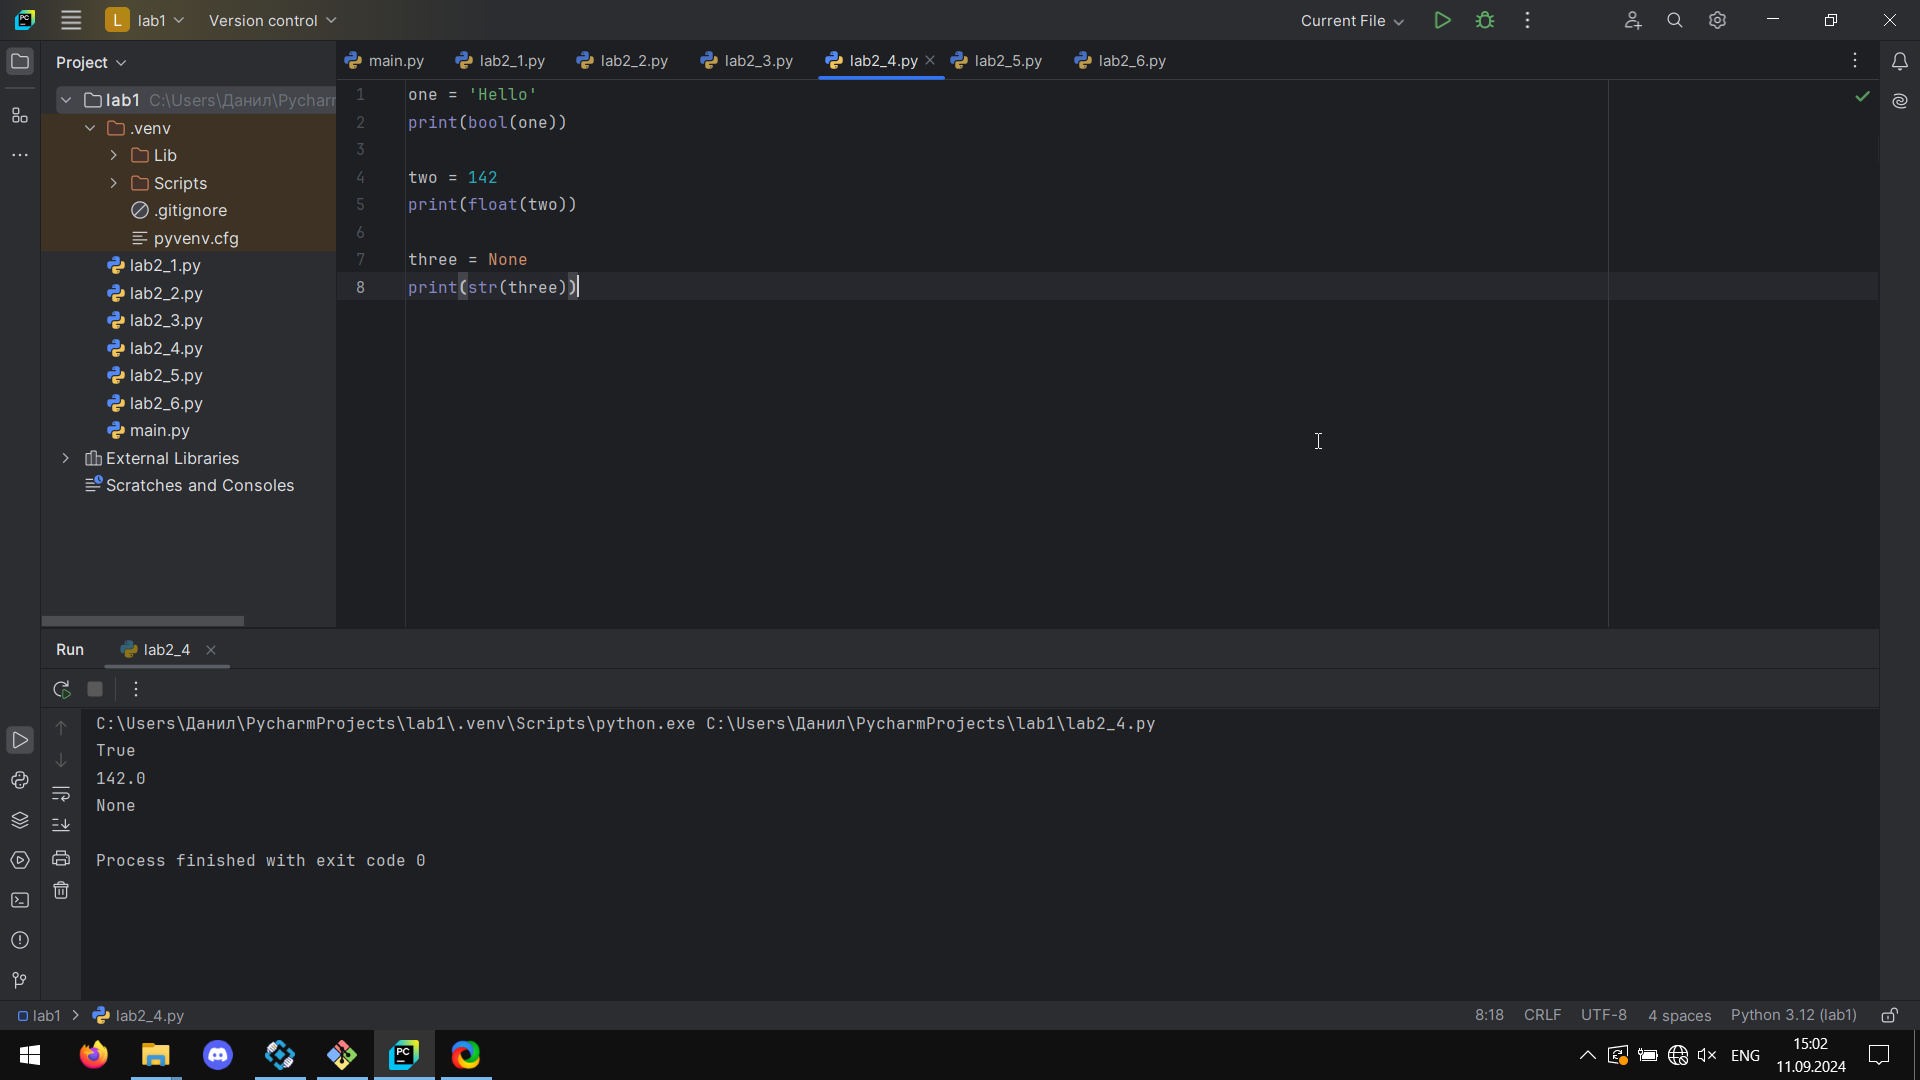 L lab1 Version control Current File
Project
main.py lab2_1.py lab2_2.py lab2_3.py lab2_4.py lab2_5.py lab2_6.py
lab1 C:\Users\Данил\Pycharm
.venv
Lib
Scripts
.gitignore
pyvenv.cfg
lab2_1.py
lab2_2.py
lab2_3.py
lab2_4.py
lab2_5.py
lab2_6.py
main.py
External Libraries
Scratches and Consoles
1 one = 'Hello'
2 print(bool(one))
3
4 two = 142
5 print(float(two))
6
7 three = None
8 print(str(three))
Run lab2_4
C:\Users\Данил\PycharmProjects\lab1\.venv\Scripts\python.exe C:\Users\Данил\PycharmProjects\lab1\lab2_4.py
True
142.0
None
Process finished with exit code 0
lab1 lab2_4.py 8:18 CRLF UTF-8 4 spaces Python 3.12 (lab1)
PC ENG 15:02
11.09.2024